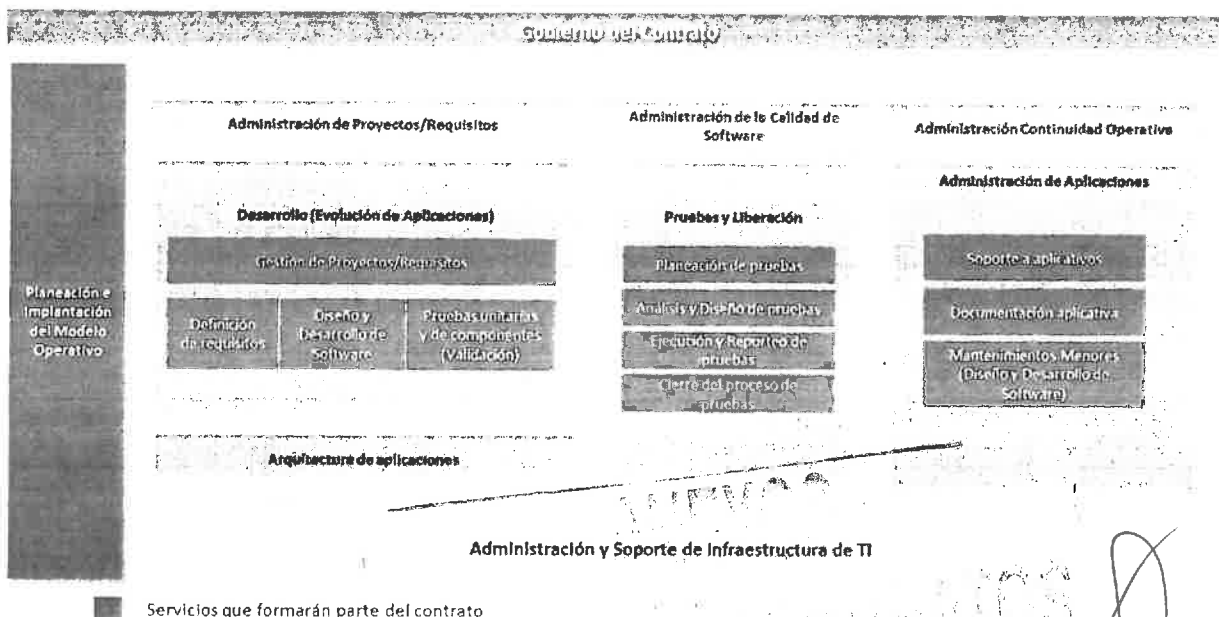 Gobierno del Contrato
Administración de Proyectos/Requisitos
Administración de la Calidad de
Software
Administración Continuidad Operativa
Administración de Aplicaciones
Desarrollo (Evolución de Aplicaciones)
Pruebas y Liberación
Gestión de Proyectos/Requisitos
Definición
de requisitos
Diseño y
Desarrollo de
Software
Pruebas unitarias
y de componentes
(Validación)
Planeación de pruebas
Análisis y Diseño de pruebas
Ejecución y Reporteo de
pruebas
Cierre del proceso de
pruebas
Soporte a aplicativos
Documentación aplicativa
Mantenimientos Menores
(Diseño y Desarrollo de
Software)
Planeación e
Implantación
del Modelo
Operativo
Arquitectura de aplicaciones
Administración y Soporte de Infraestructura de TI
Servicios que formarán parte del contrato